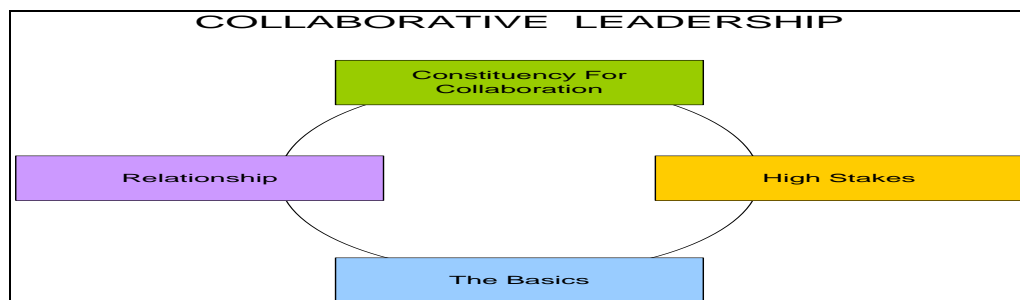 COLLABORATIVE LEADERSHIP
Constituency For
Collaboration
Relationship
High Stakes
The Basics